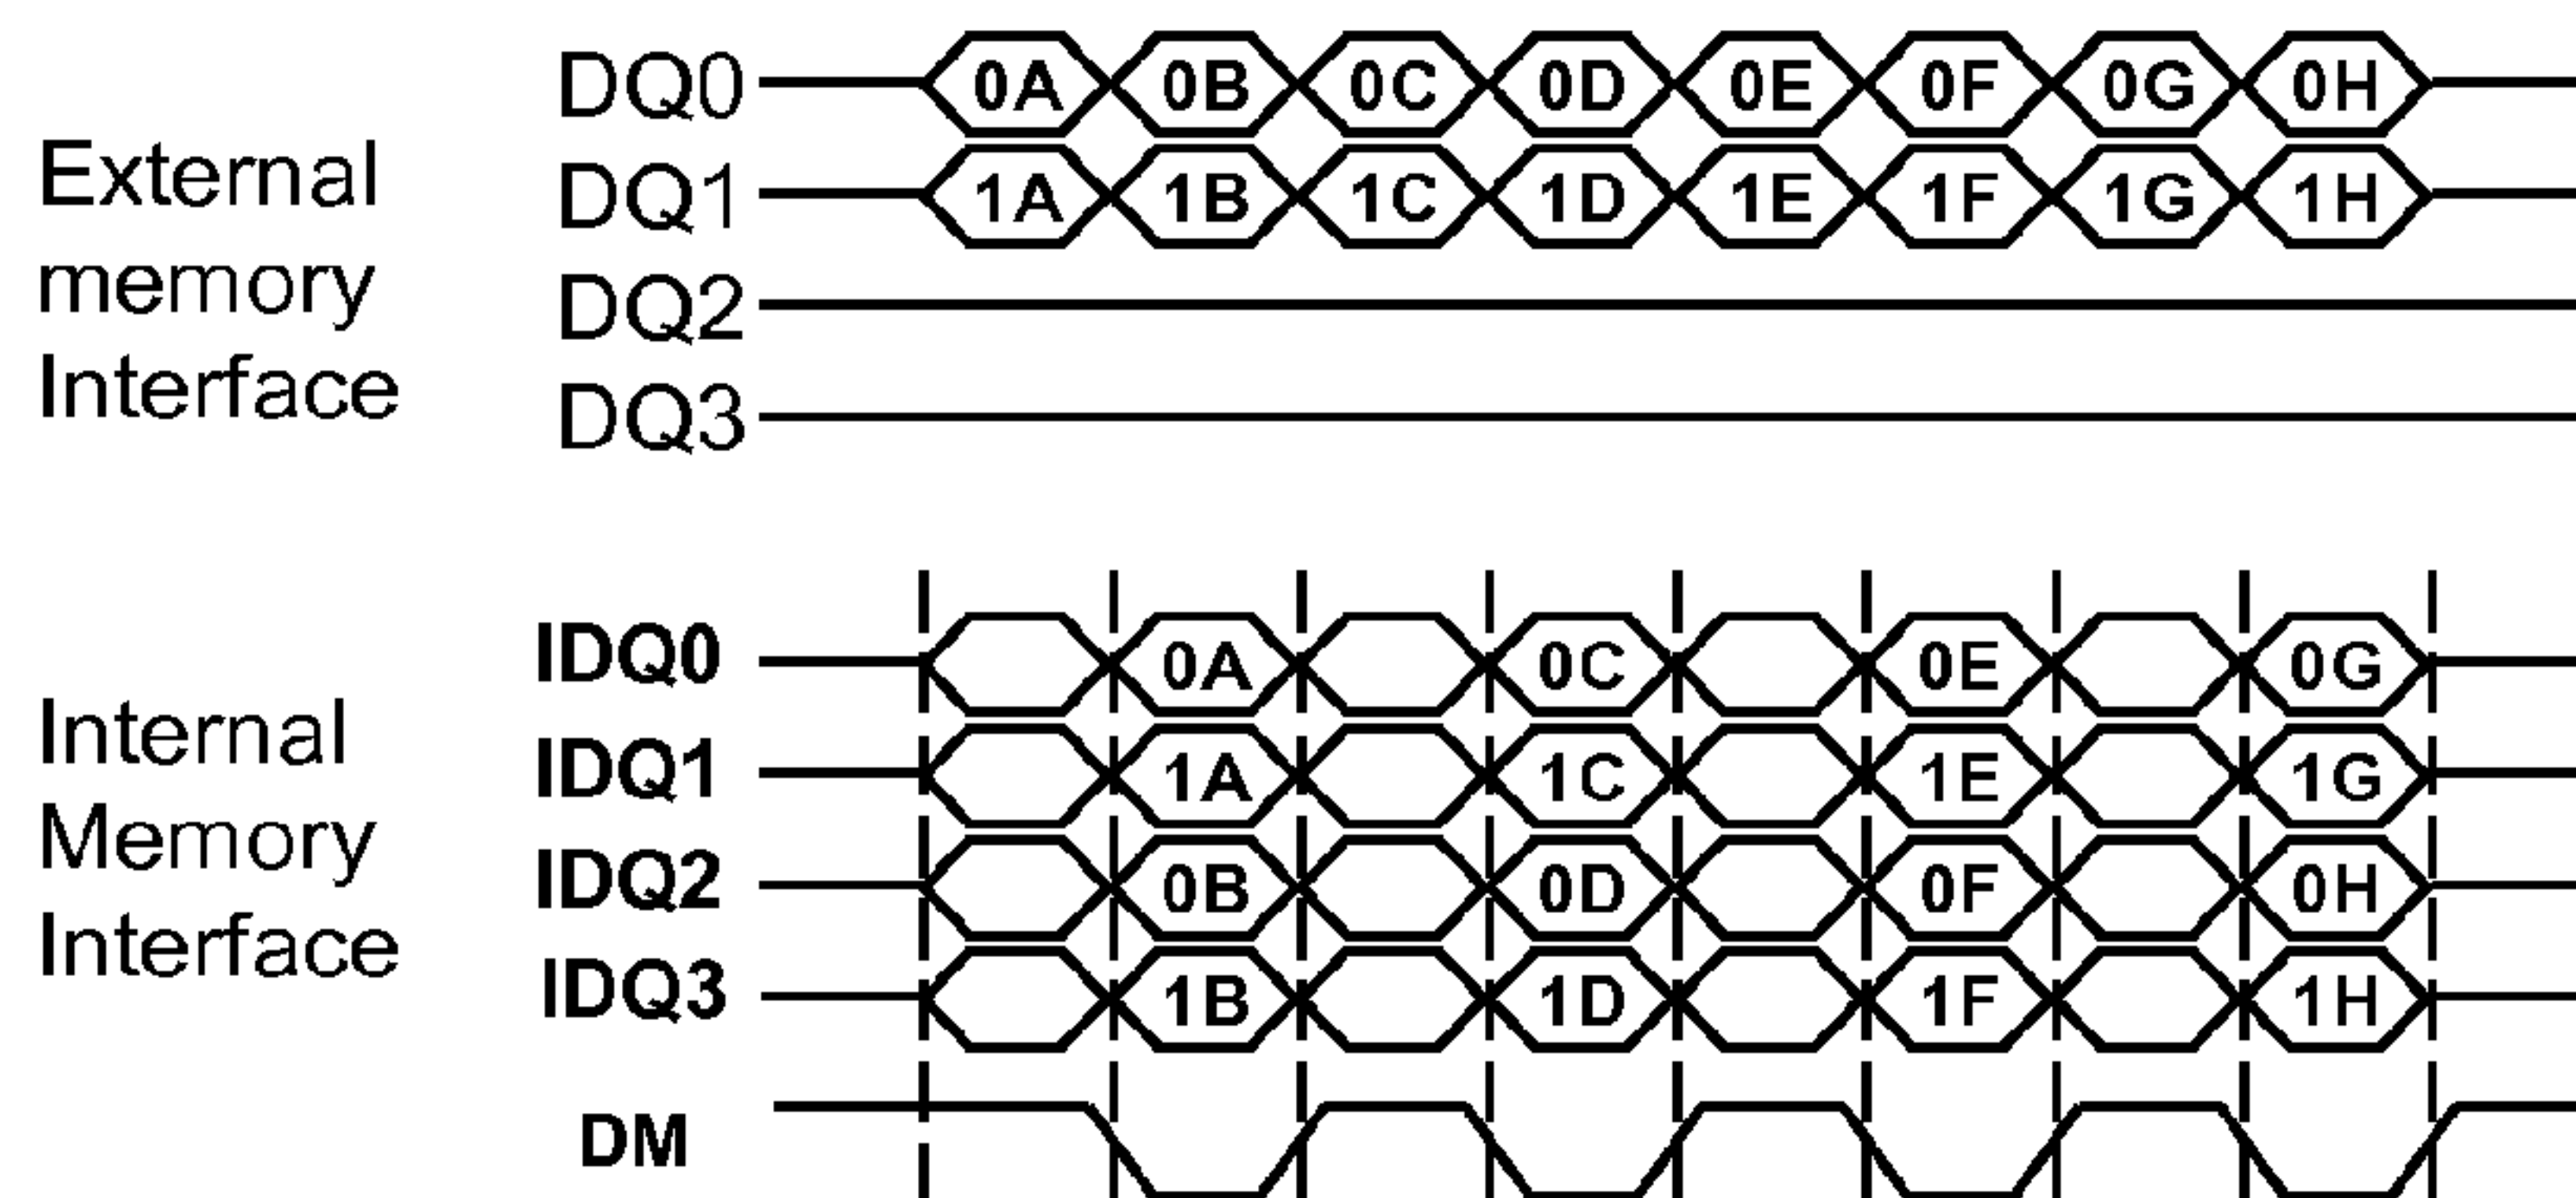 DQ0 0A 0B 0C 0D 0E 0F 0G 0H
External
DQ1 1A 1B 1C 1D 1E 1F 1G 1H
memory
DQ2
Interface
DQ3
IDQ0 0A 0C 0E 0G
Internal
IDQ1 1A 1C 1E 1G
Memory
IDQ2 0B 0D 0F 0H
Interface
IDQ3 1B 1D 1F 1H
DM